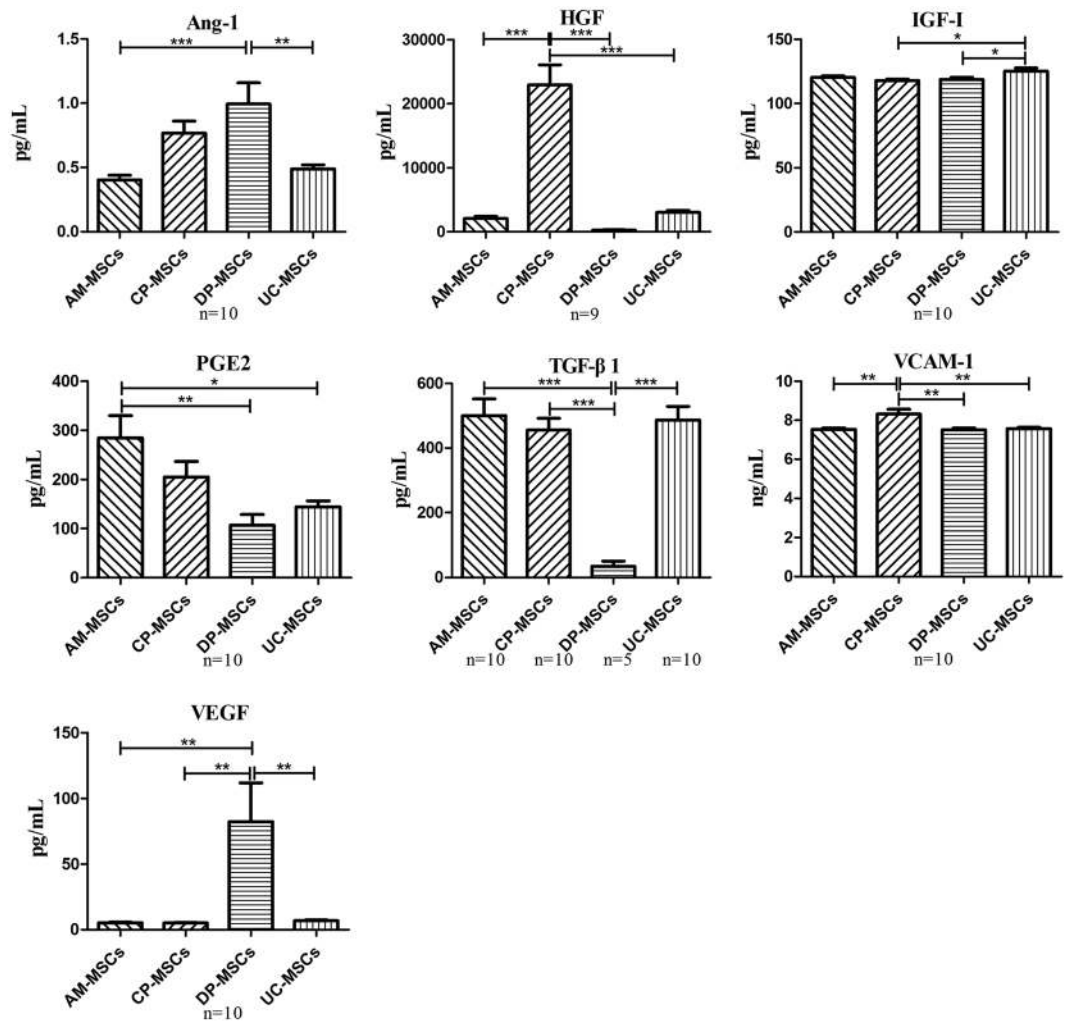 Ang-1
pg/mL
1.5
1.0
0.5
0.0
***
**
AM-MSCs
CP-MSCs
DP-MSCs
UC-MSCs
n=10
HGF
pg/mL
30000
20000
10000
0
***
***
***
AM-MSCs
CP-MSCs
DP-MSCs
UC-MSCs
n=9
IGF-I
pg/mL
150
100
50
0
*
*
AM-MSCs
CP-MSCs
DP-MSCs
UC-MSCs
n=10
PGE2
pg/mL
400
300
200
100
0
*
**
AM-MSCs
CP-MSCs
DP-MSCs
UC-MSCs
n=10
TGF-β 1
pg/mL
600
400
200
0
***
***
***
AM-MSCs
CP-MSCs
DP-MSCs
UC-MSCs
n=10 n=10 n=5 n=10
VCAM-1
ng/mL
10
8
6
4
2
0
**
**
**
AM-MSCs
CP-MSCs
DP-MSCs
UC-MSCs
n=10
VEGF
pg/mL
150
100
50
0
**
**
**
AM-MSCs
CP-MSCs
DP-MSCs
UC-MSCs
n=10